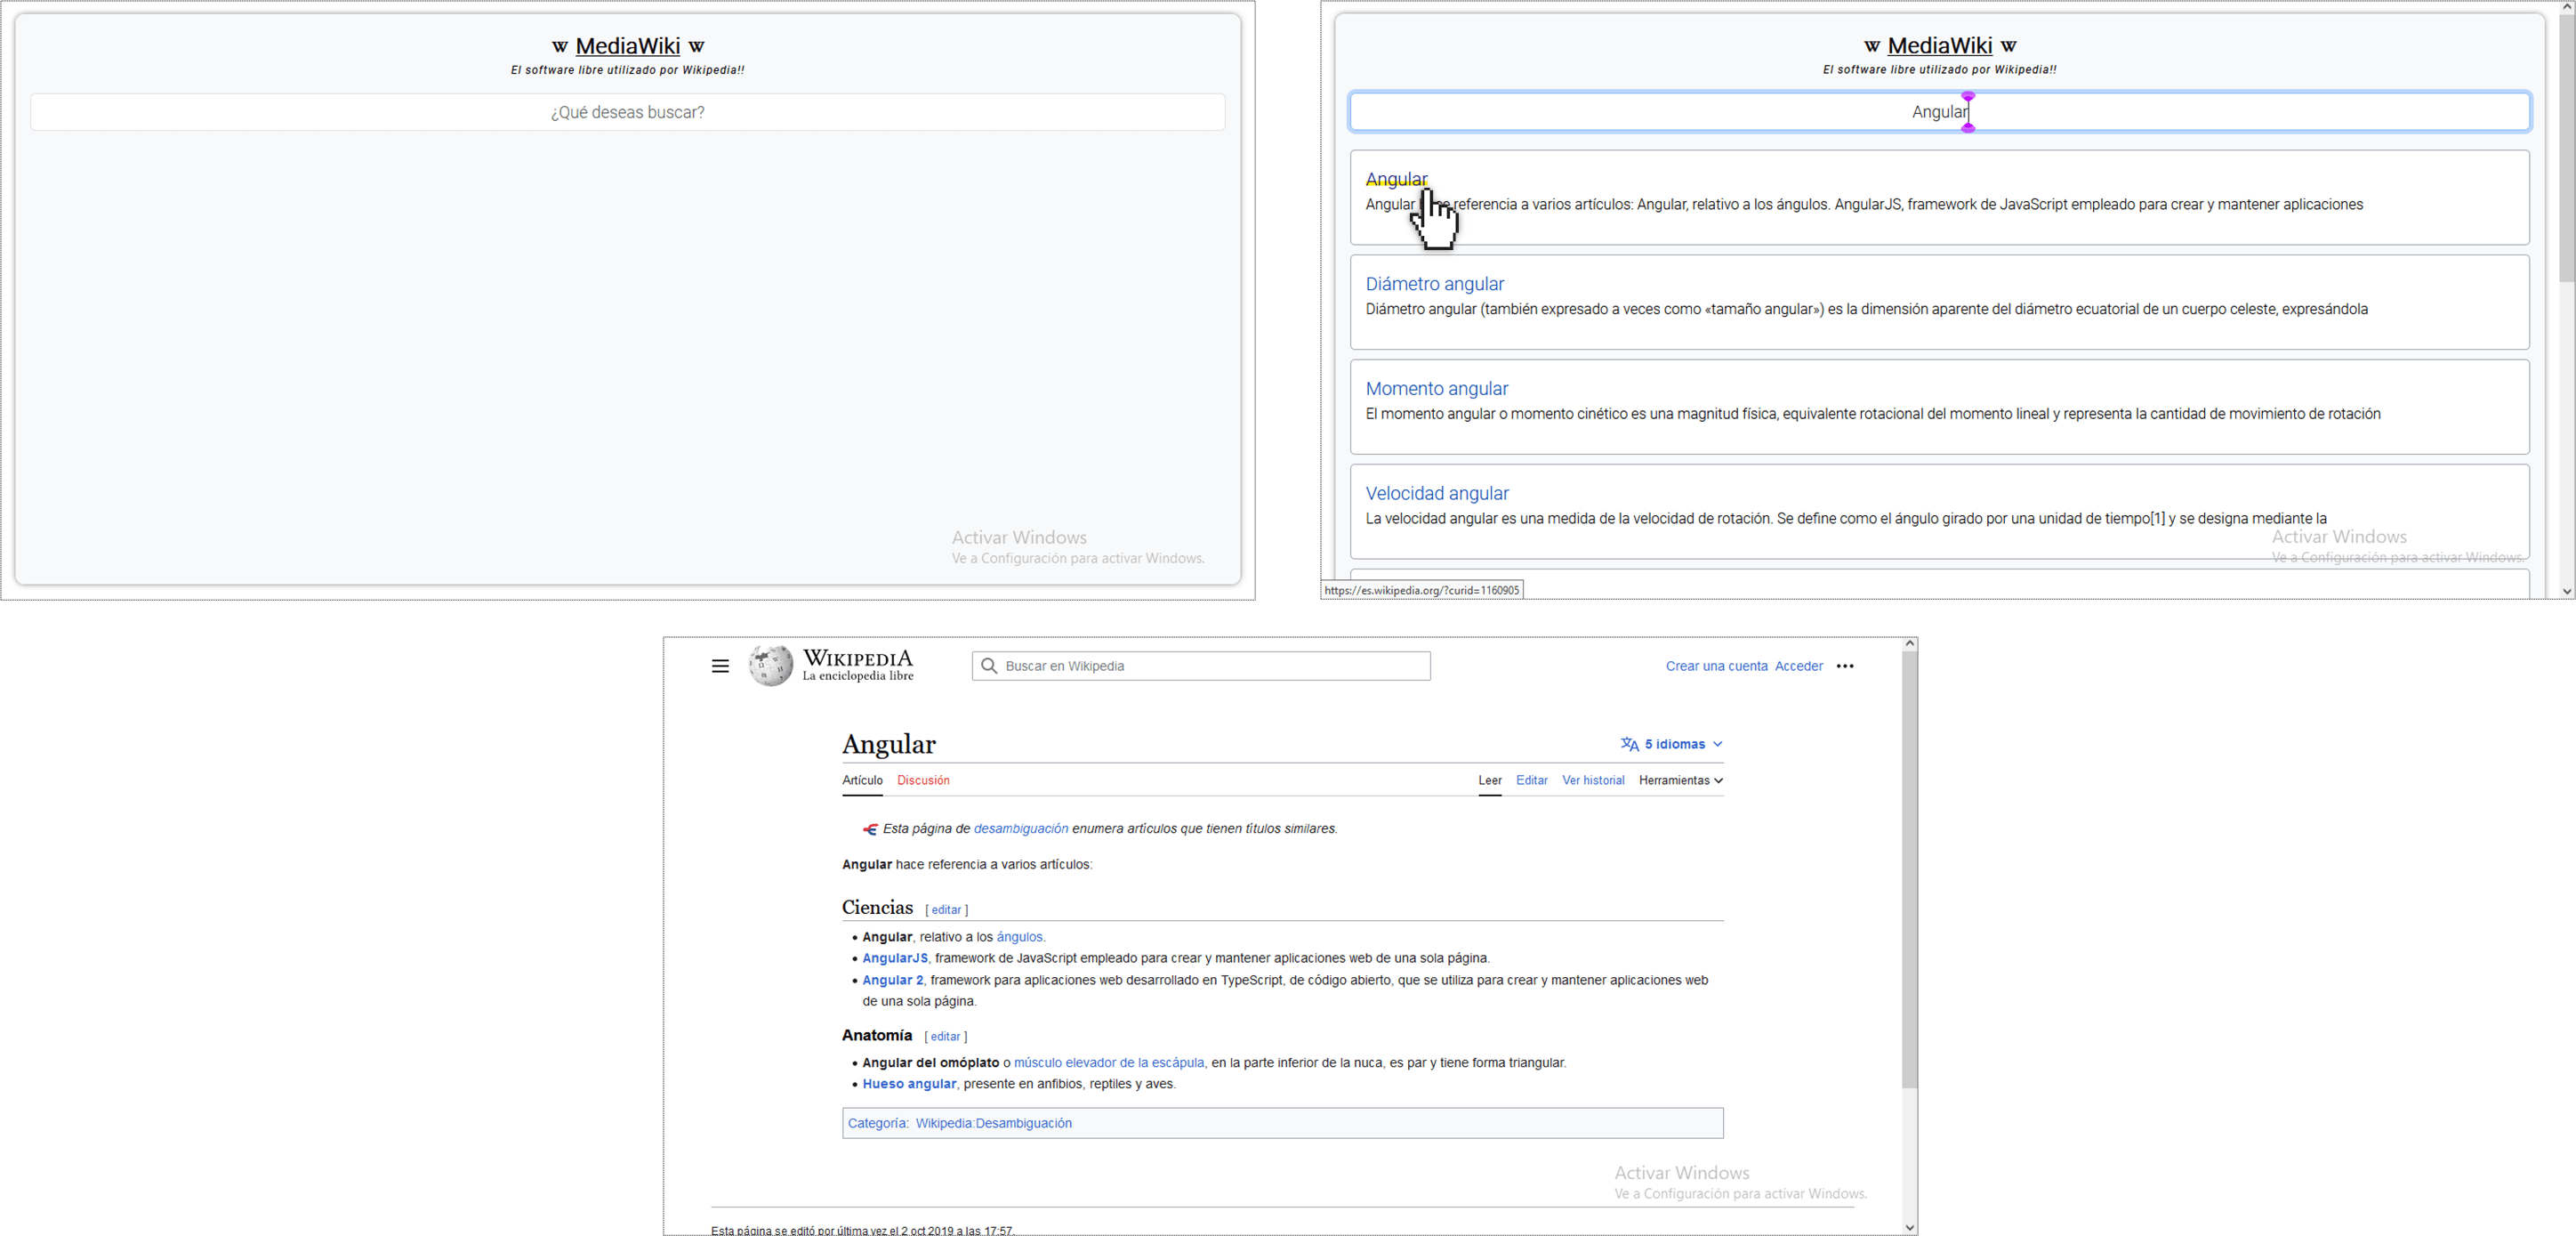 W MediaWiki W
El software libre utilizado por Wikipedia!!
¿Qué deseas buscar?
Activar Windows
Ve a Configuración para activar Windows.
W MediaWiki W
El software libre utilizado por Wikipedia!!
Angular
Angular
Angular referencia a varios artículos: Angular, relativo a los ángulos. AngularJS, framework de JavaScript empleado para crear y mantener aplicaciones
Diámetro angular
Diámetro angular (también expresado a veces como «tamaño angular») es la dimensión aparente del diámetro ecuatorial de un cuerpo celeste, expresándola
Momento angular
El momento angular o momento cinético es una magnitud física, equivalente rotacional del momento lineal y representa la cantidad de movimiento de rotación
Velocidad angular
La velocidad angular es una medida de la velocidad de rotación. Se define como el ángulo girado por una unidad de tiempo[1] y se designa mediante la
Activar Windows
Ve a Configuración para activar Windows.
https://es.wikipedia.org/?curid=1160905
WIKIPEDIA
La enciclopedia libre
Buscar en Wikipedia
Crear una cuenta Acceder
Angular
5 idiomas
Artículo Discusión
Leer Editar Ver historial Herramientas
Esta página de desambiguación enumera artículos que tienen títulos similares.
Angular hace referencia a varios artículos:
Ciencias [ editar ]
• Angular, relativo a los ángulos.
• AngularJS, framework de JavaScript empleado para crear y mantener aplicaciones web de una sola página.
• Angular 2, framework para aplicaciones web desarrollado en TypeScript, de código abierto, que se utiliza para crear y mantener aplicaciones web
de una sola página.
Anatomía [ editar ]
• Angular del omóplato o músculo elevador de la escápula, en la parte inferior de la nuca, es par y tiene forma triangular.
• Hueso angular, presente en anfibios, reptiles y aves.
Categoría: Wikipedia:Desambiguación
Activar Windows
Ve a Configuración para activar Windows.
Esta página se editó por última vez el 2 oct 2019 a las 17:57.